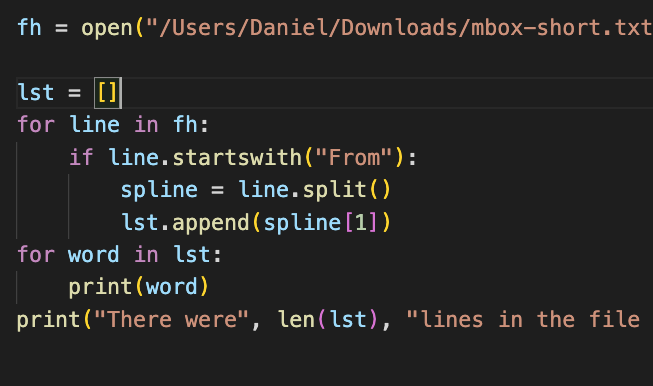 fh = open("/Users/Daniel/Downloads/mbox-short.txt
lst = []
for line in fh:
    if line.startswith("From"):
        spline = line.split()
        lst.append(spline[1])
for word in lst:
    print(word)
print("There were", len(lst), "lines in the file